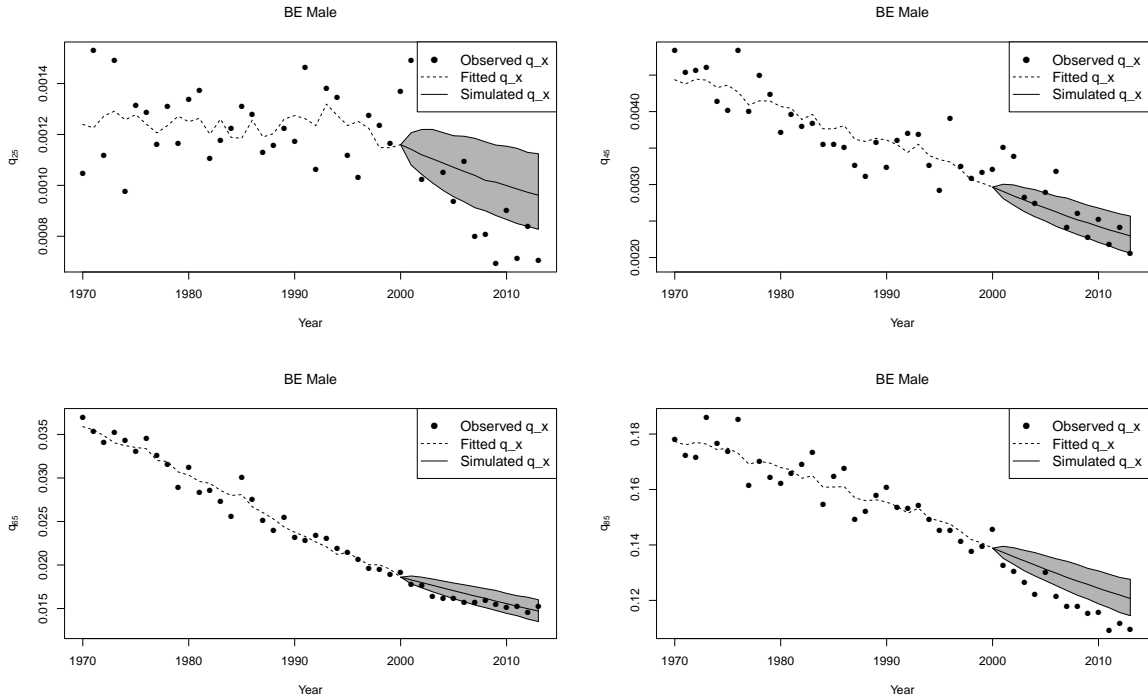 BE Male
q25
0.0008 0.0010 0.0012 0.0014
1970 1980 1990 2000 2010
Year
Observed q_x
Fitted q_x
Simulated q_x
BE Male
q45
0.0020 0.0030 0.0040
1970 1980 1990 2000 2010
Year
Observed q_x
Fitted q_x
Simulated q_x
BE Male
q65
0.015 0.020 0.025 0.030 0.035
1970 1980 1990 2000 2010
Year
Observed q_x
Fitted q_x
Simulated q_x
BE Male
q85
0.12 0.14 0.16 0.18
1970 1980 1990 2000 2010
Year
Observed q_x
Fitted q_x
Simulated q_x